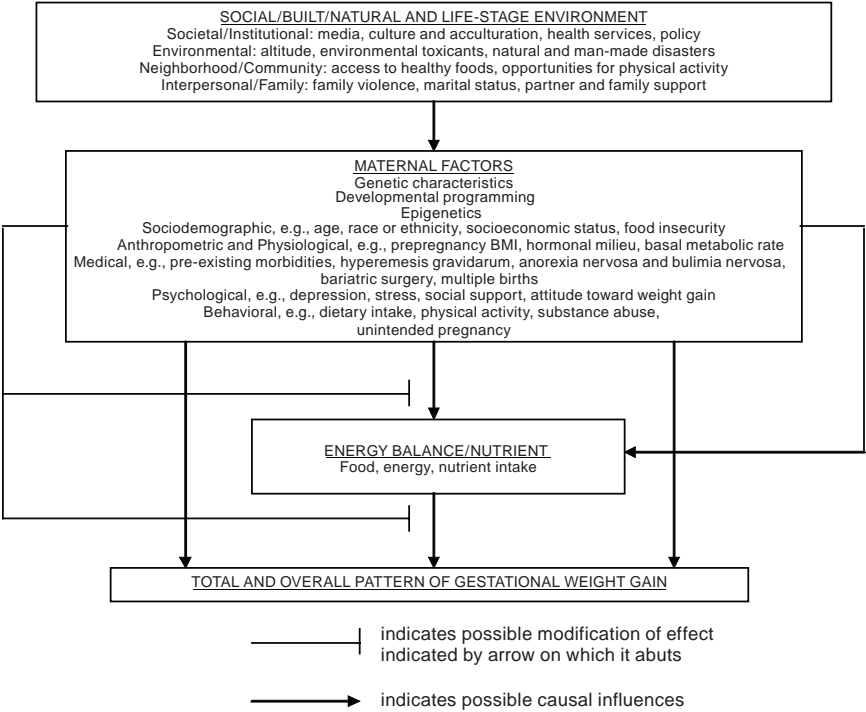 SOCIAL/BUILT/NATURAL AND LIFE-STAGE ENVIRONMENT
Societal/Institutional: media, culture and acculturation, health services, policy
Environmental: altitude, environmental toxicants, natural and man-made disasters
Neighborhood/Community: access to healthy foods, opportunities for physical activity
Interpersonal/Family: family violence, marital status, partner and family support
MATERNAL FACTORS
Genetic characteristics
Developmental programming
Epigenetics
Sociodemographic, e.g., age, race or ethnicity, socioeconomic status, food insecurity
Anthropometric and Physiological, e.g., prepregnancy BMI, hormonal milieu, basal metabolic rate
Medical, e.g., pre-existing morbidities, hyperemesis gravidarum, anorexia nervosa and bulimia nervosa,
bariatric surgery, multiple births
Psychological, e.g., depression, stress, social support, attitude toward weight gain
Behavioral, e.g., dietary intake, physical activity, substance abuse,
unintended pregnancy
ENERGY BALANCE/NUTRIENT
Food, energy, nutrient intake
TOTAL AND OVERALL PATTERN OF GESTATIONAL WEIGHT GAIN
indicates possible modification of effect
indicated by arrow on which it abuts
indicates possible causal influences